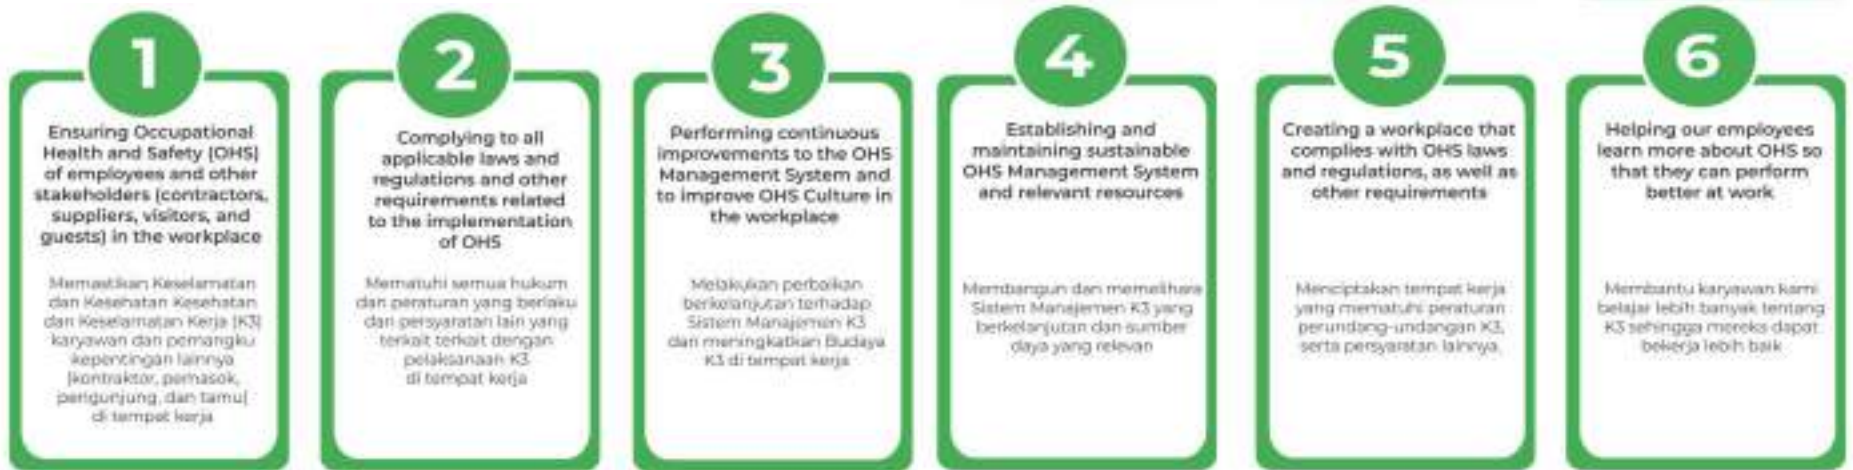 1
Ensuring Occupational
Health and Safety (OHS)
of employees and other
stakeholders (contractors,
suppliers, visitors, and
guests) in the workplace
Memastikan Keselamatan
dan Kesehatan Kesehatan
dan Keselamatan Kerja (K3)
karyawan dan pemangku
kepentingan lainnya
(kontraktor, pemasok,
pengunjung, dan tamu)
di tempat kerja
2
Complying to all
applicable laws and
regulations and other
requirements related
to the implementation
of OHS
Mematuhi semua hukum
dan peraturan yang berlaku
dan persyaratan lain yang
terkait terkait dengan
pelaksanaan K3
di tempat kerja
3
Performing continuous
improvements to the OHS
Management System and
to improve OHS Culture in
the workplace
Melakukan perbaikan
berkelanjutan terhadap
Sistem Manajemen K3
dan meningkatkan Budaya
K3 di tempat kerja
4
Establishing and
maintaining sustainable
OHS Management System
and relevant resources
Membangun dan memelihara
Sistem Manajemen K3 yang
berkelanjutan dan sumber
daya yang relevan
5
Creating a workplace that
complies with OHS laws
and regulations, as well as
other requirements
Menciptakan tempat kerja
yang mematuhi peraturan
perundang-undangan K3,
serta persyaratan lainnya.
6
Helping our employees
learn more about OHS so
that they can perform
better at work
Membantu karyawan kami
belajar lebih banyak tentang
K3 sehingga mereks dapat
bekerja lebih baik